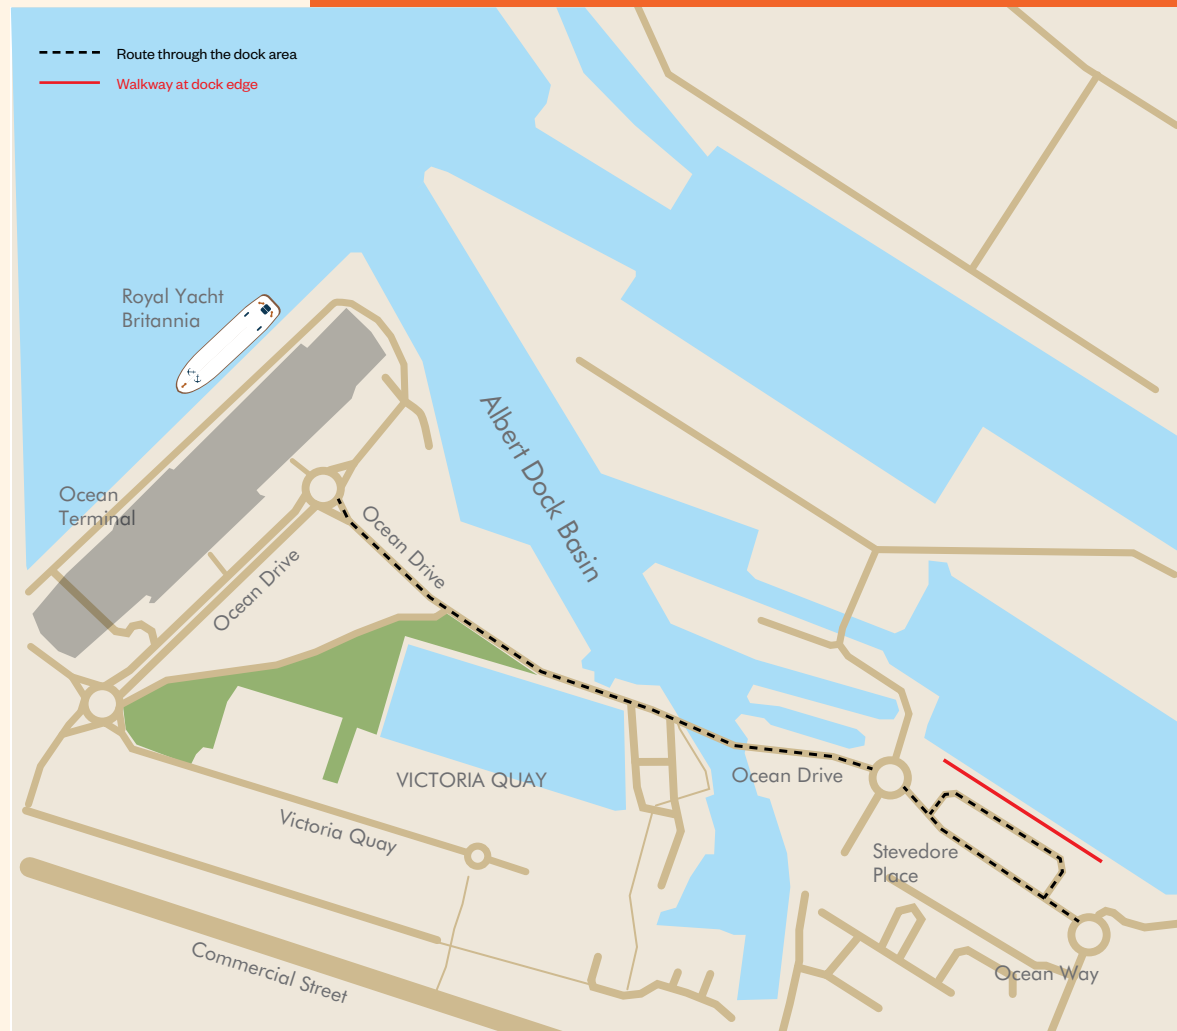 Route through the dock area
Walkway at dock edge
Royal Yacht
Britannia
Albert Dock Basin
Ocean
Terminal
Ocean Drive
Ocean Drive
VICTORIA QUAY
Ocean Drive
Victoria Quay
Stevedore
Place
Commercial Street
Ocean Way